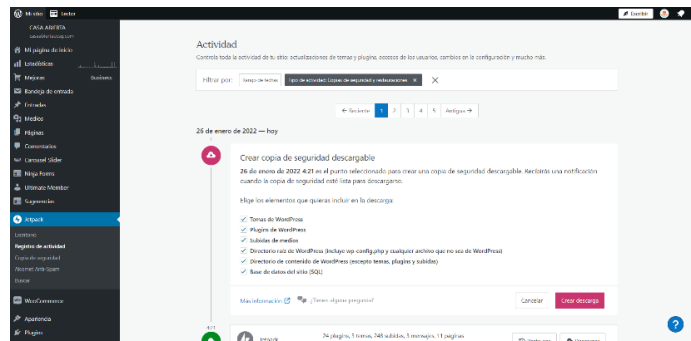 Lector
Escribir
CASA ABIERTA
Mi página de inicio
Estadísticas
Mejoras Business
Bandeja de entrada
Entradas
Medios
Páginas
Comentarios
Carousel Slider
Ninja Forms
Ultimate Member
Sugerencias
Jetpack
Escritorio
Registro de actividad
Copia de seguridad
Akismet Anti-Spam
Buscar
WooCommerce
Apariencia
Plugins
Actividad
Controla toda la actividad de tu sitio: actualizaciones de temas y plugins, accesos de los usuarios, cambios en la configuración y mucho más.
Filtrar por: Rango de fechas Tipo de actividad: Copias de seguridad y restauraciones X X
← Reciente 1 2 3 4 5 Antigua →
26 de enero de 2022 — hoy
Crear copia de seguridad descargable
26 de enero de 2022 4:21 es el punto seleccionado para crear una copia de seguridad descargable. Recibirás una notificación
cuando la copia de seguridad esté lista para descargarse.
Elige los elementos que quieras incluir en la descarga:
Temas de WordPress
Plugins de WordPress
Subidas de medios
Directorio raíz de WordPress (incluye wp-config.php y cualquier archivo que no sea de WordPress)
Directorio de contenido de WordPress (excepto temas, plugins y subidas)
Base de datos del sitio (SQL)
Más información ¿Tienes alguna pregunta? Cancelar Crear descarga
4:21
Jetpack 24 plugins, 3 temas, 248 subidas, 3 mensajes, 11 páginas
?